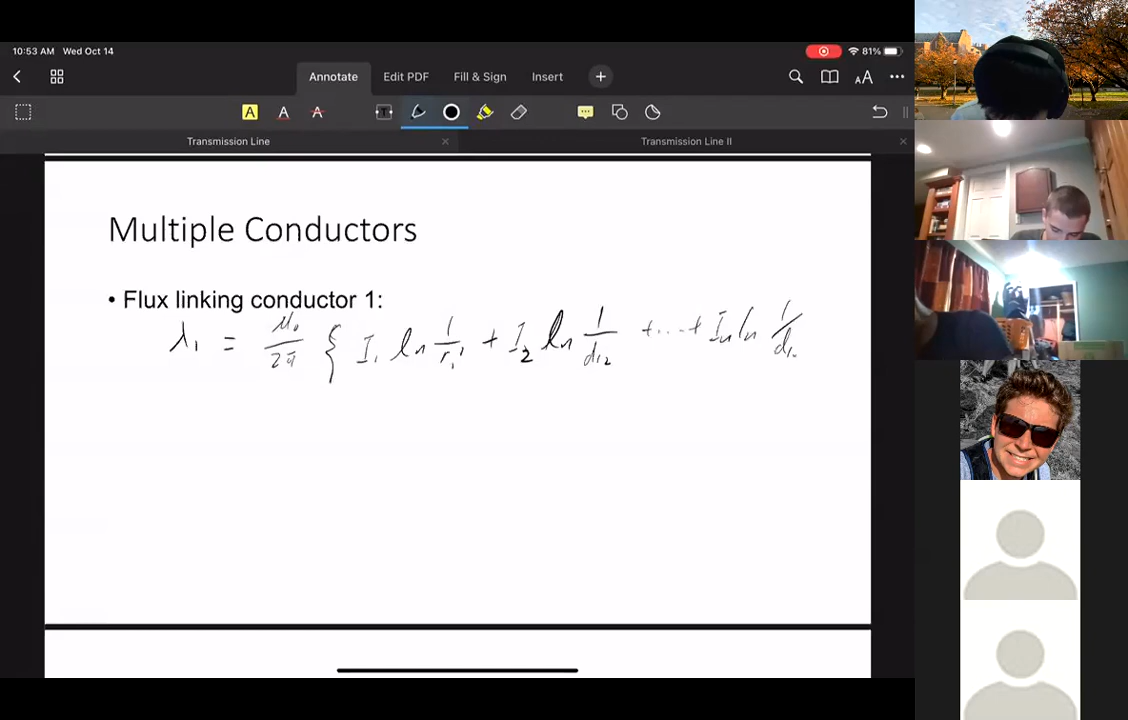 10:53 AM Wed Oct 14
81%
Annotate Edit PDF Fill & Sign Insert
AA
A A A T
Transmission Line Transmission Line II
Multiple Conductors
• Flux linking conductor 1:
λ₁ = μ₀/2π { I₁ ln 1/r₁' + I₂ ln 1/d₁₂ + ... + Iₙ ln 1/d₁ₙ